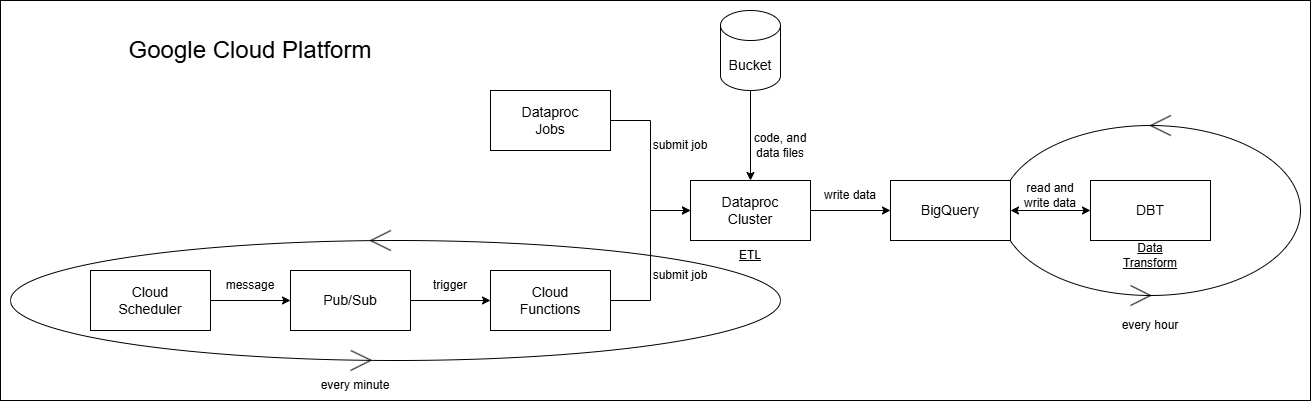 Google Cloud Platform
Bucket
Dataproc
Jobs
submit job
code, and
data files
Dataproc
Cluster
write data
BigQuery
read and
write data
DBT
ETL
Data
Transform
submit job
Cloud
Scheduler
message
Pub/Sub
trigger
Cloud
Functions
every hour
every minute